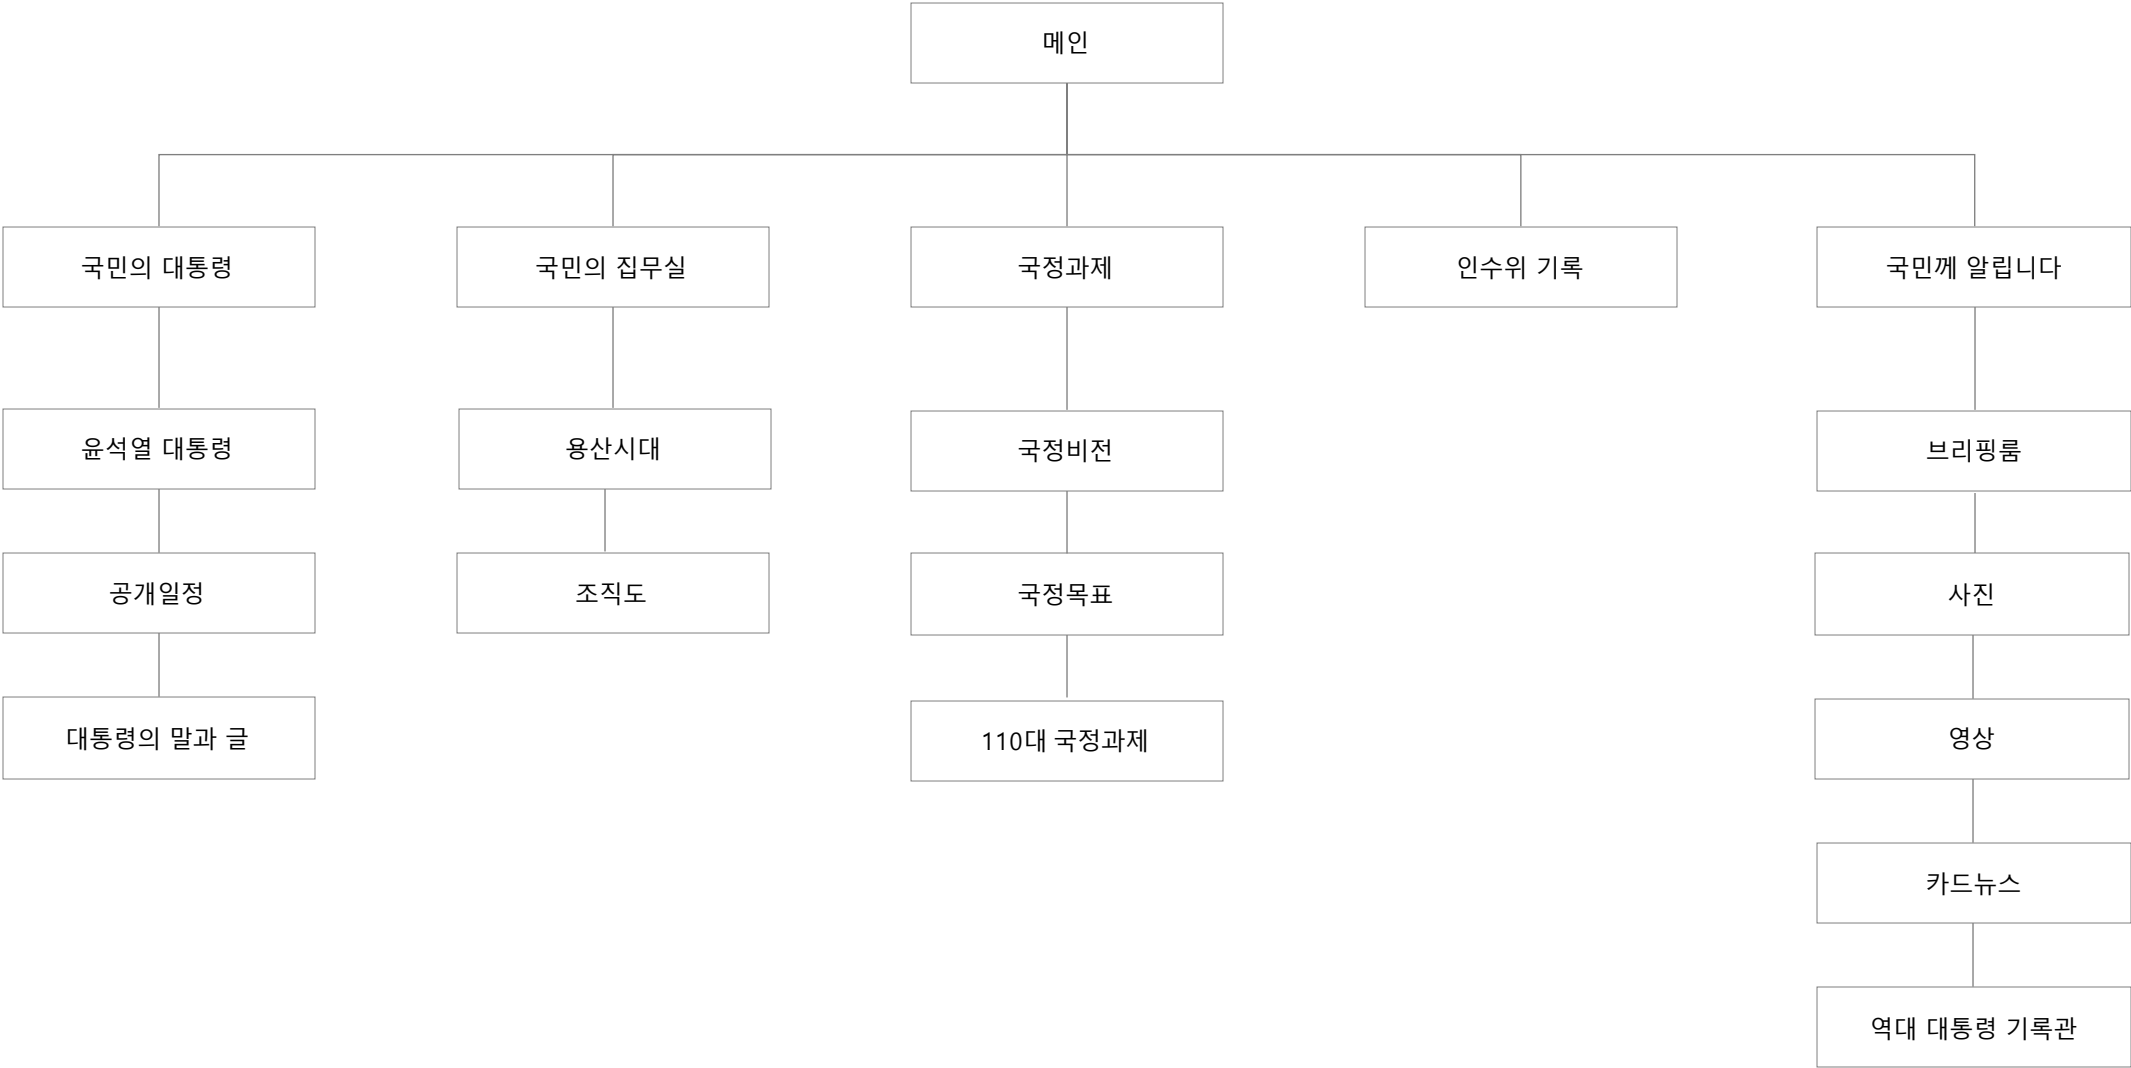 메인
국민의 대통령
국민의 집무실
국정과제
인수위 기록
국민께 알립니다
윤석열 대통령
용산시대
국정비전
브리핑룸
공개일정
조직도
국정목표
사진
대통령의 말과 글
110대 국정과제
영상
카드뉴스
역대 대통령 기록관